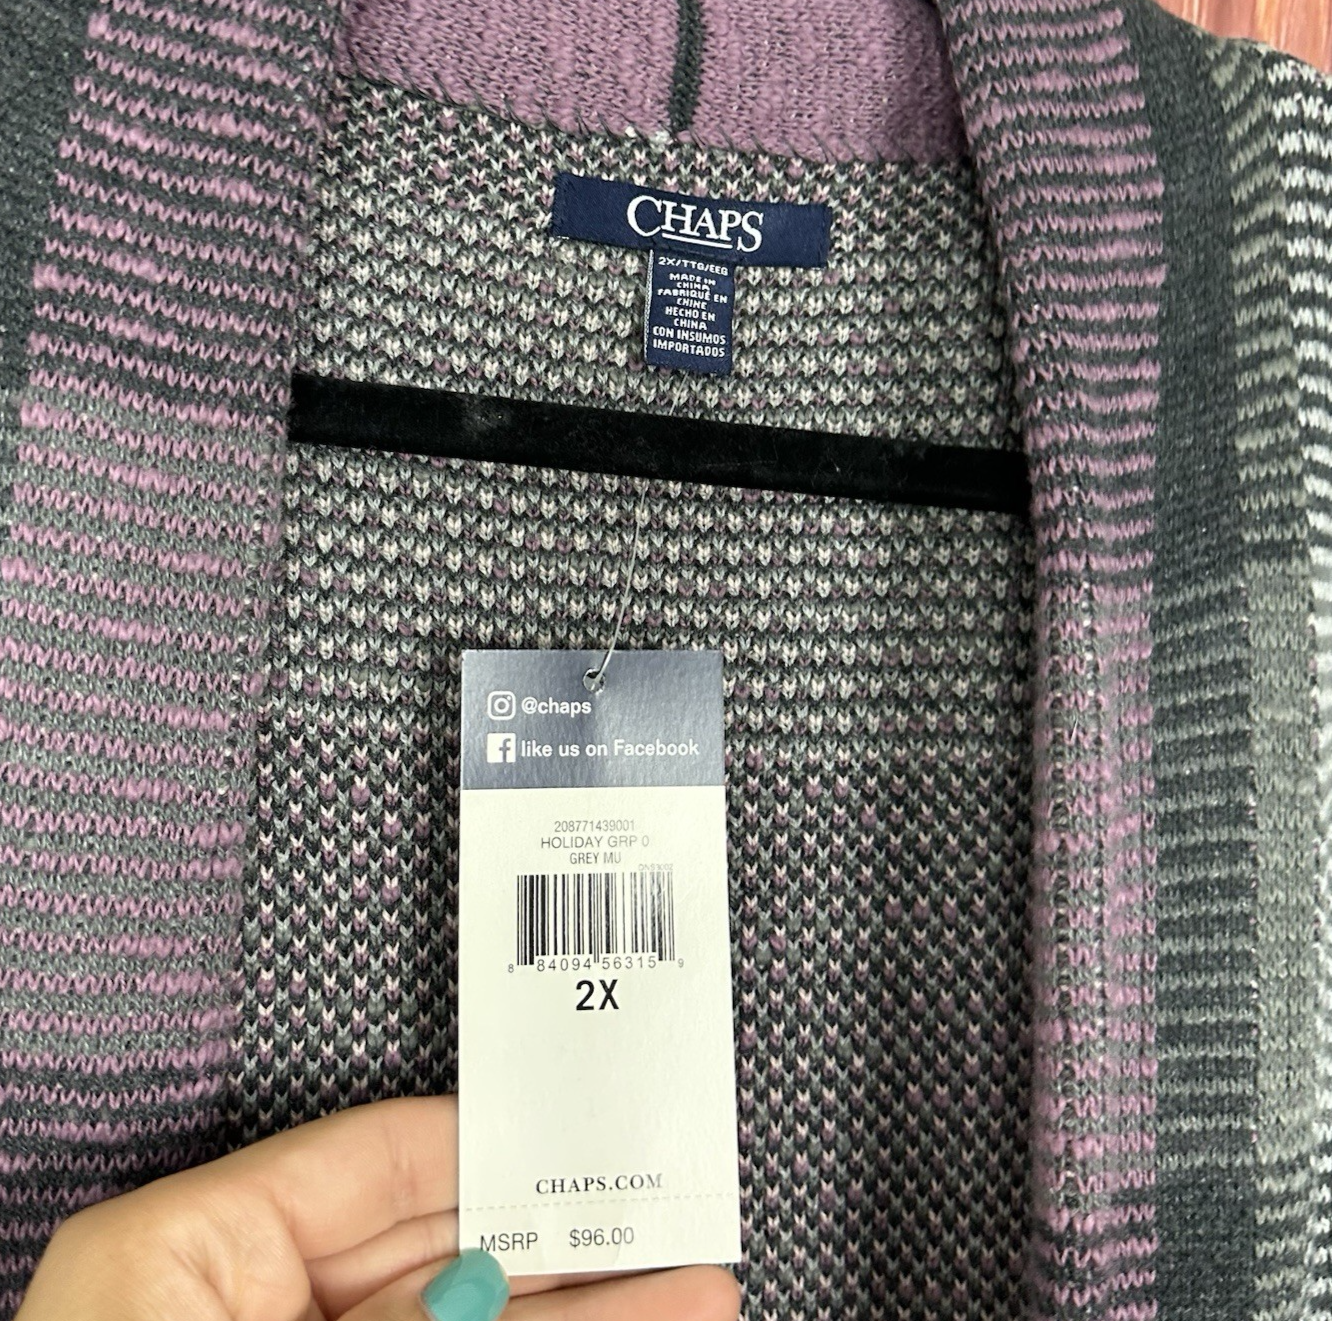 CHAPS
2X/TTG/EEG
MADE IN
CHINA
FABRIQUÉ EN
CHINE
HECHO EN
CHINA
CON INSUMOS
IMPORTADOS
@chaps
like us on Facebook
208771439001
HOLIDAY GRP 0
GREY MU
8 84094 56315 9
2X
CHAPS.COM
MSRP $96.00